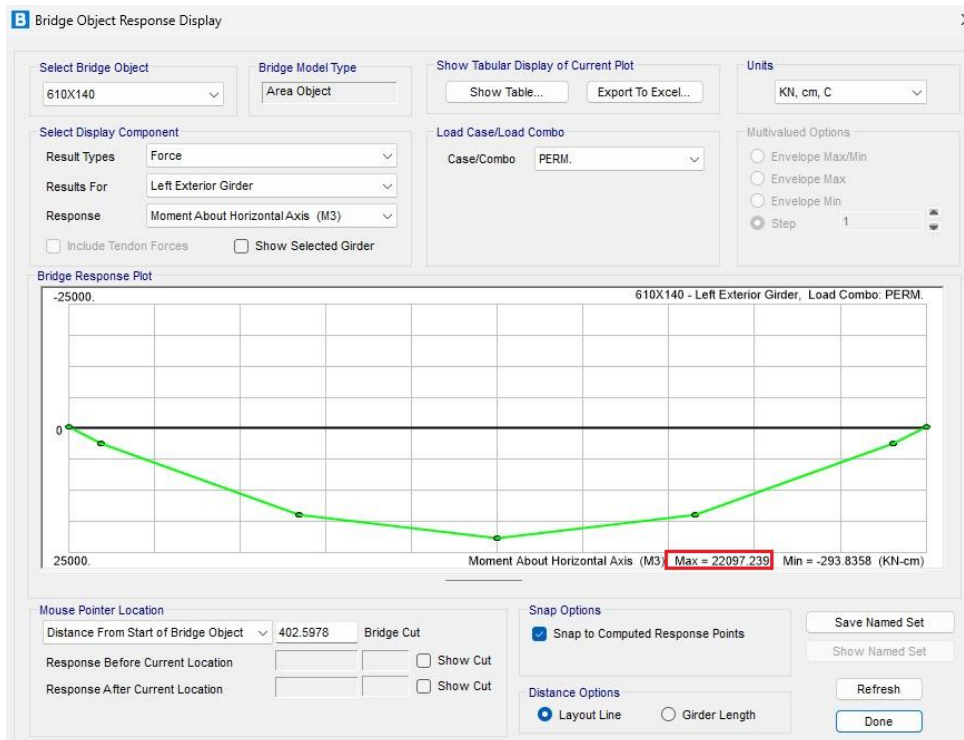 B Bridge Object Response Display
Select Bridge Object
610X140
Bridge Model Type
Area Object
Show Tabular Display of Current Plot
Show Table...
Export To Excel...
Units
KN, cm, C
Select Display Component
Result Types
Force
Results For
Left Exterior Girder
Response
Moment About Horizontal Axis (M3)
Include Tendon Forces
Show Selected Girder
Load Case/Load Combo
Case/Combo
PERM.
Multivalued Options
Envelope Max/Min
Envelope Max
Envelope Min
Step
1
Bridge Response Plot
-25000.
610X140 - Left Exterior Girder, Load Combo: PERM.
0
25000.
Moment About Horizontal Axis (M3) Max = 22097.239 Min = -293.8358 (KN-cm)
Mouse Pointer Location
Distance From Start of Bridge Object
402.5978
Bridge Cut
Response Before Current Location
Show Cut
Response After Current Location
Show Cut
Snap Options
Snap to Computed Response Points
Distance Options
Layout Line
Girder Length
Save Named Set
Show Named Set
Refresh
Done